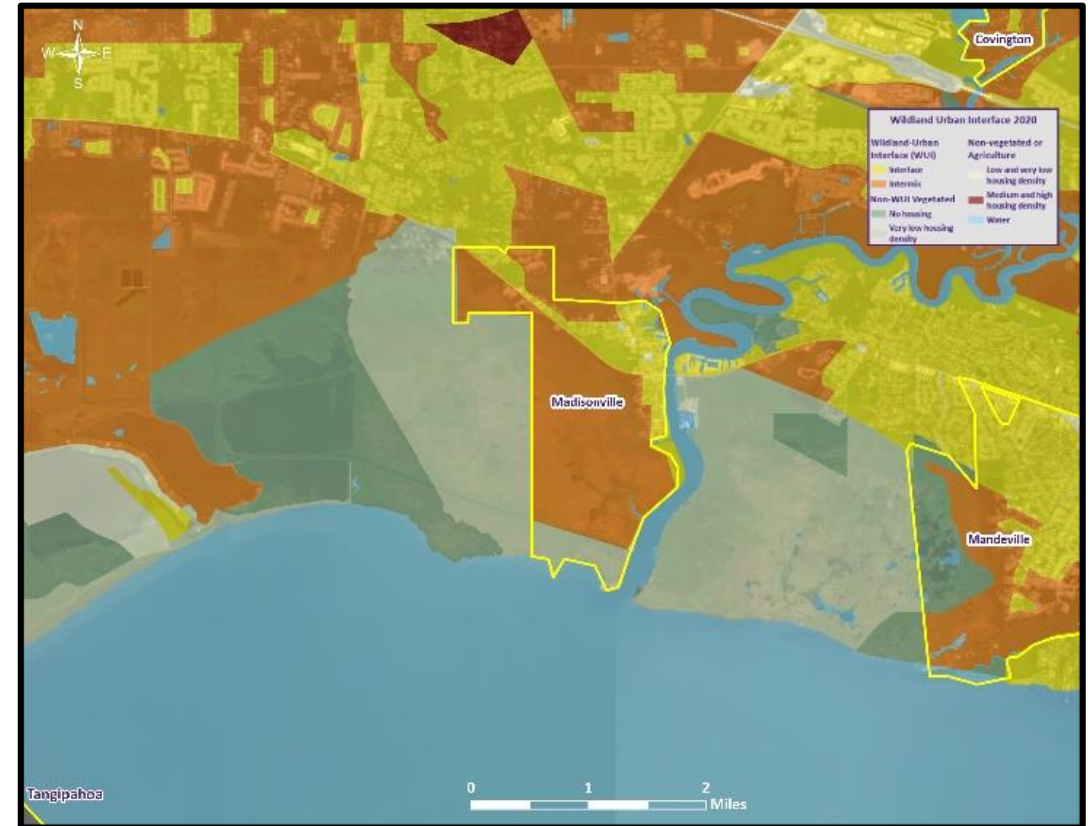 N
W E
S
Covington
Wildland Urban Interface 2020
Wildland-Urban
Interface (WUI)
Interface
Intermix
Non-WUI Vegetated
No housing
Very low housing
density
Non-vegetated or
Agriculture
Low and very low
housing density
Medium and high
housing density
Water
Madisonville
Mandeville
Tangipahoa
0 1 2
Miles